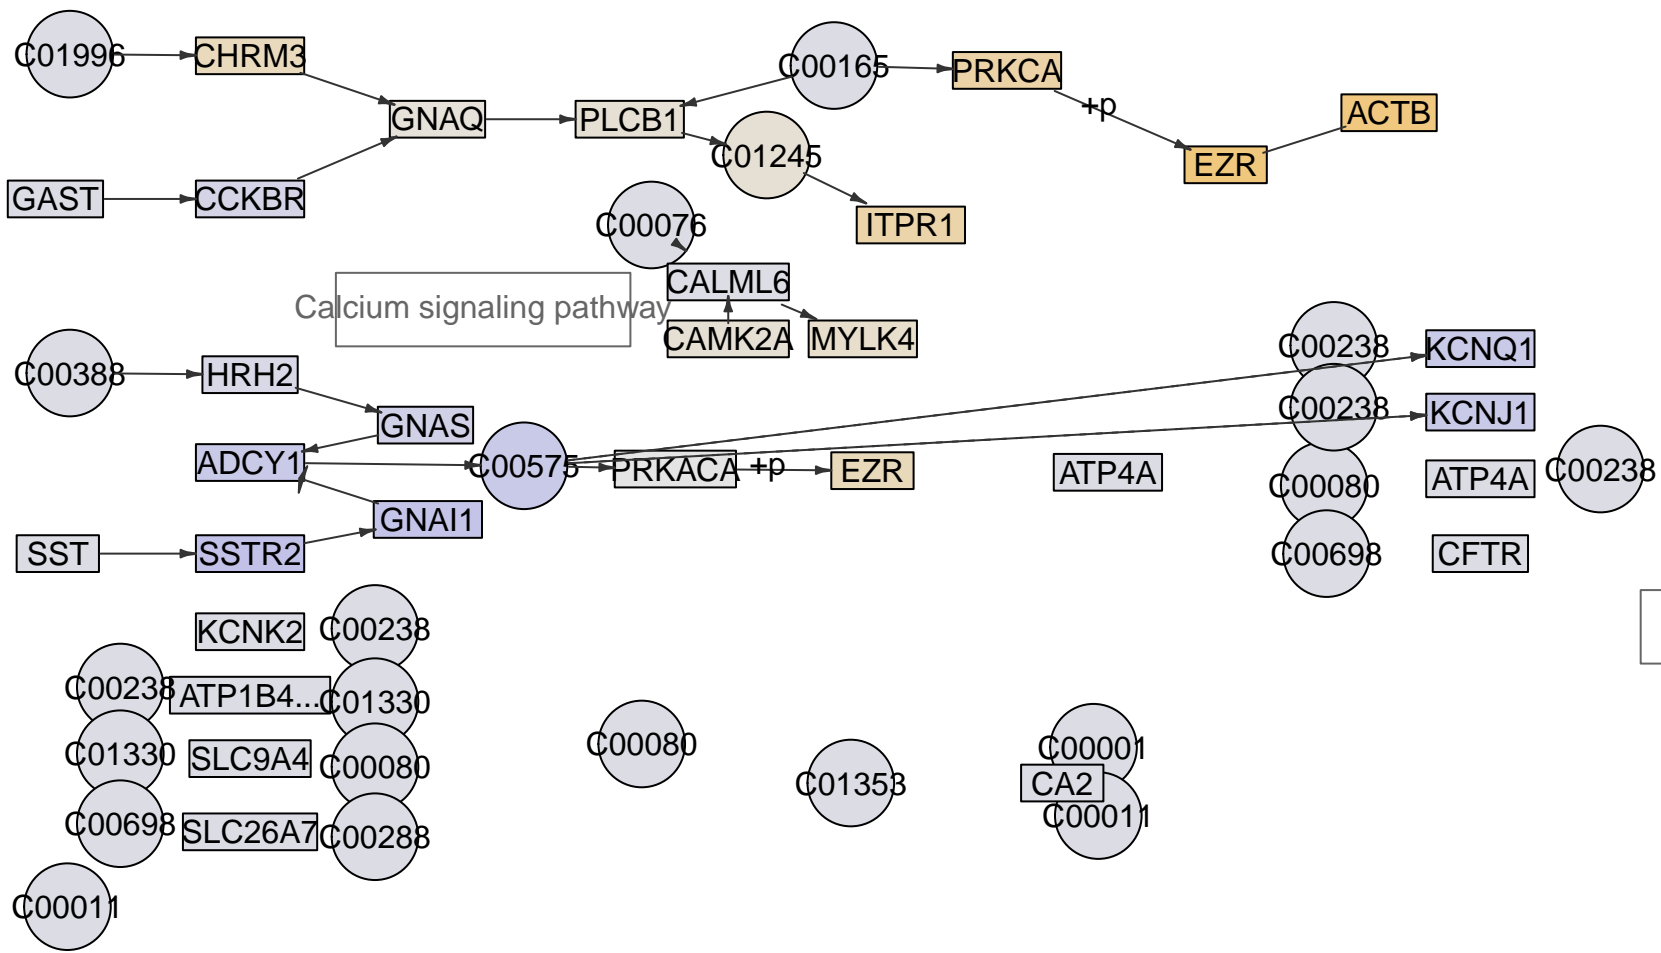 C01996
CHRM3
C00165
PRKCA
+p
ACTB
GNAQ
PLCB1
C01245
EZR
GAST
CCKBR
C00076
ITPR1
CALML6
Calcium signaling pathway
CAMK2A
MYLK4
C00238
KCNQ1
C00388
HRH2
C00238
KCNJ1
GNAS
ADCY1
C00575
PRKACA
+p
EZR
ATP4A
C00080
ATP4A
C00238
GNAI1
SST
SSTR2
C00698
CFTR
KCNK2
C00238
C00238
ATP1B4...
C01330
C01330
SLC9A4
C00080
C00080
C01353
C00001
CA2
C00011
C00698
SLC26A7
C00288
C00011